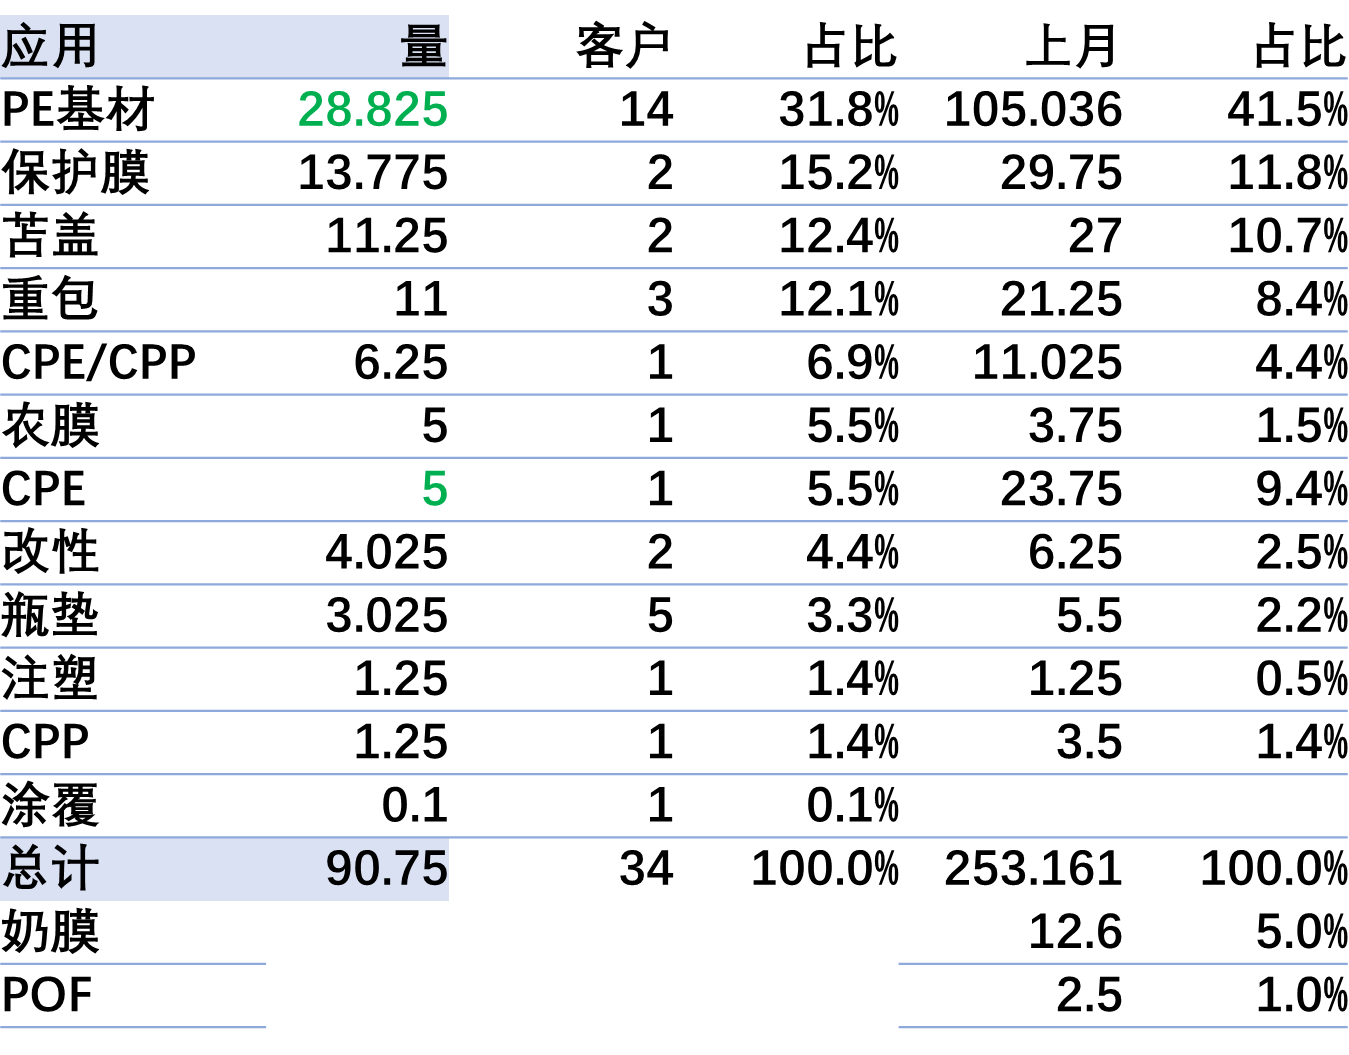 应用 量 客户 占比 上月 占比
PE基材 28.825 14 31.8% 105.036 41.5%
保护膜 13.775 2 15.2% 29.75 11.8%
苫盖 11.25 2 12.4% 27 10.7%
重包 11 3 12.1% 21.25 8.4%
CPE/CPP 6.25 1 6.9% 11.025 4.4%
农膜 5 1 5.5% 3.75 1.5%
CPE 5 1 5.5% 23.75 9.4%
改性 4.025 2 4.4% 6.25 2.5%
瓶垫 3.025 5 3.3% 5.5 2.2%
注塑 1.25 1 1.4% 1.25 0.5%
CPP 1.25 1 1.4% 3.5 1.4%
涂覆 0.1 1 0.1%
总计 90.75 34 100.0% 253.161 100.0%
奶膜 12.6 5.0%
POF 2.5 1.0%